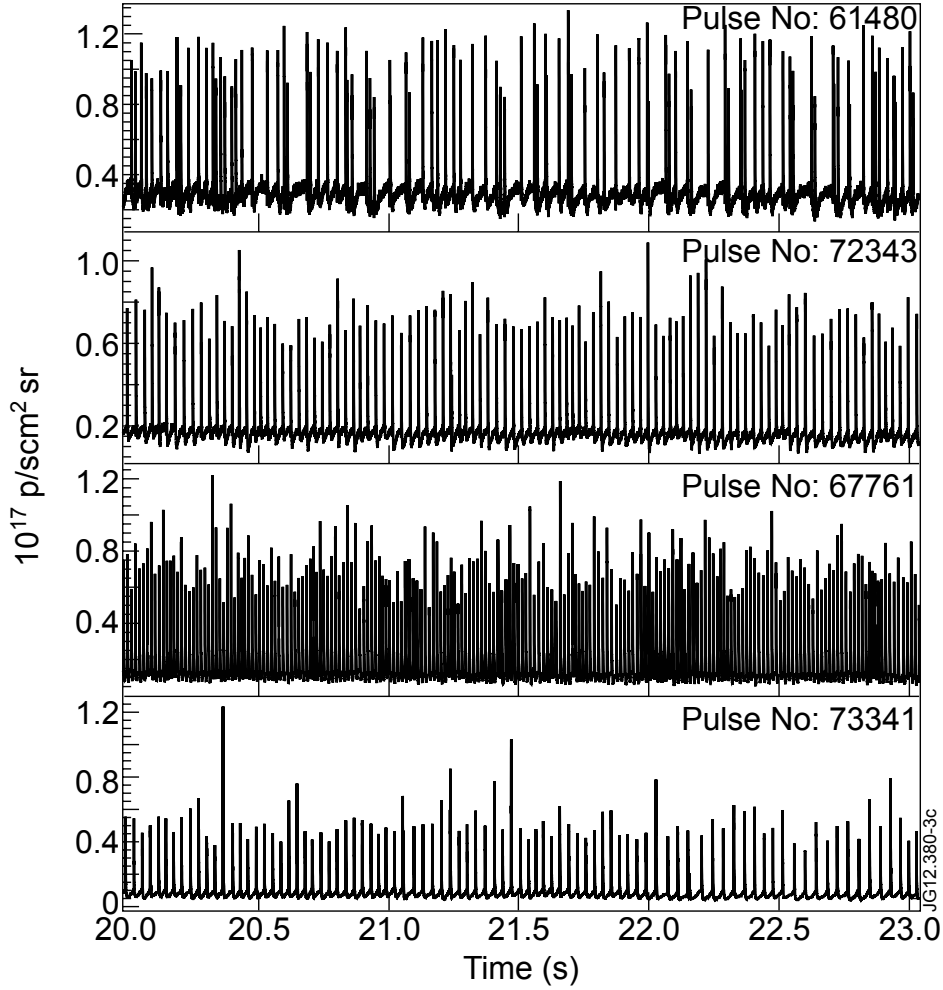 Pulse No: 61480
1.2
0.8
0.4
Pulse No: 72343
1.0
0.6
0.2
Pulse No: 67761
1.2
0.8
0.4
Pulse No: 73341
1.2
0.8
0.4
0
20.0 20.5 21.0 21.5 22.0 22.5 23.0
Time (s)
10¹⁷ p/scm² sr
JG12.380-3c